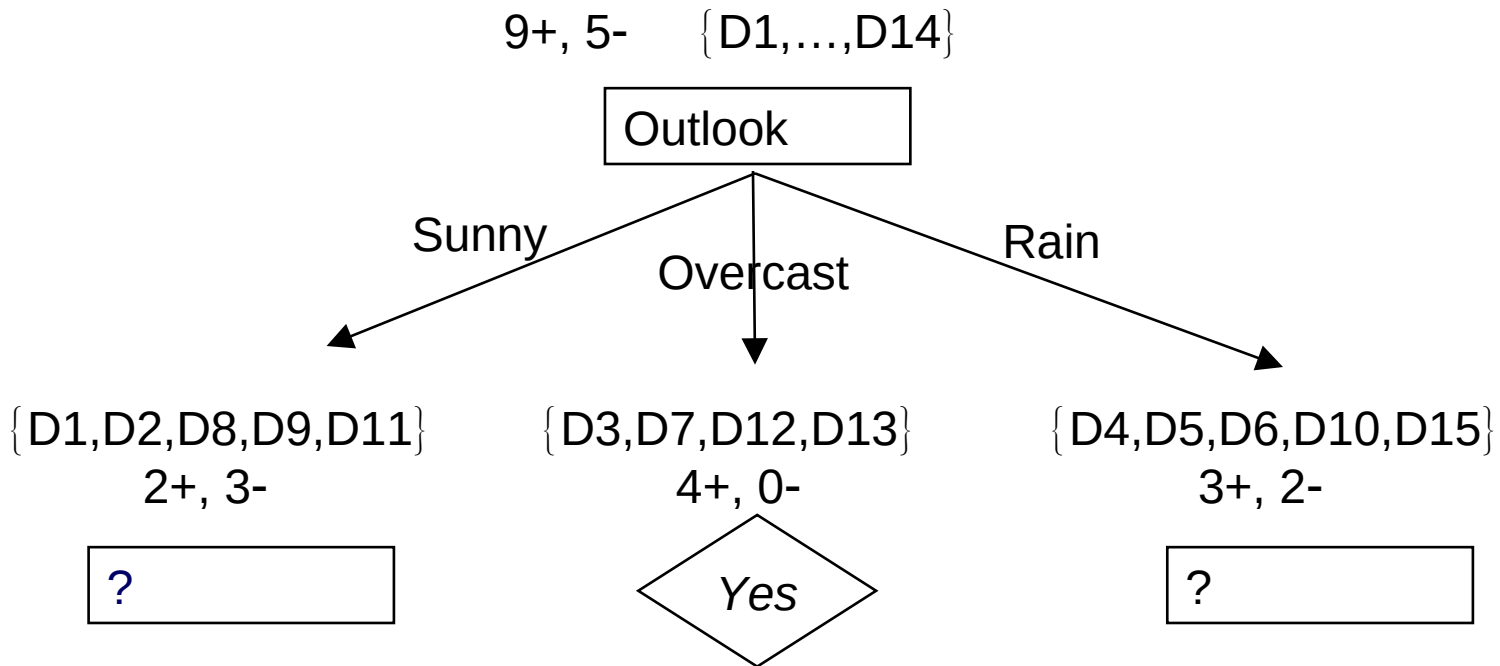 9+, 5- {D1,…,D14}
Outlook
Sunny
Overcast
Rain
{D1,D2,D8,D9,D11}
{D3,D7,D12,D13}
{D4,D5,D6,D10,D15}
2+, 3-
4+, 0-
3+, 2-
?
Yes
?